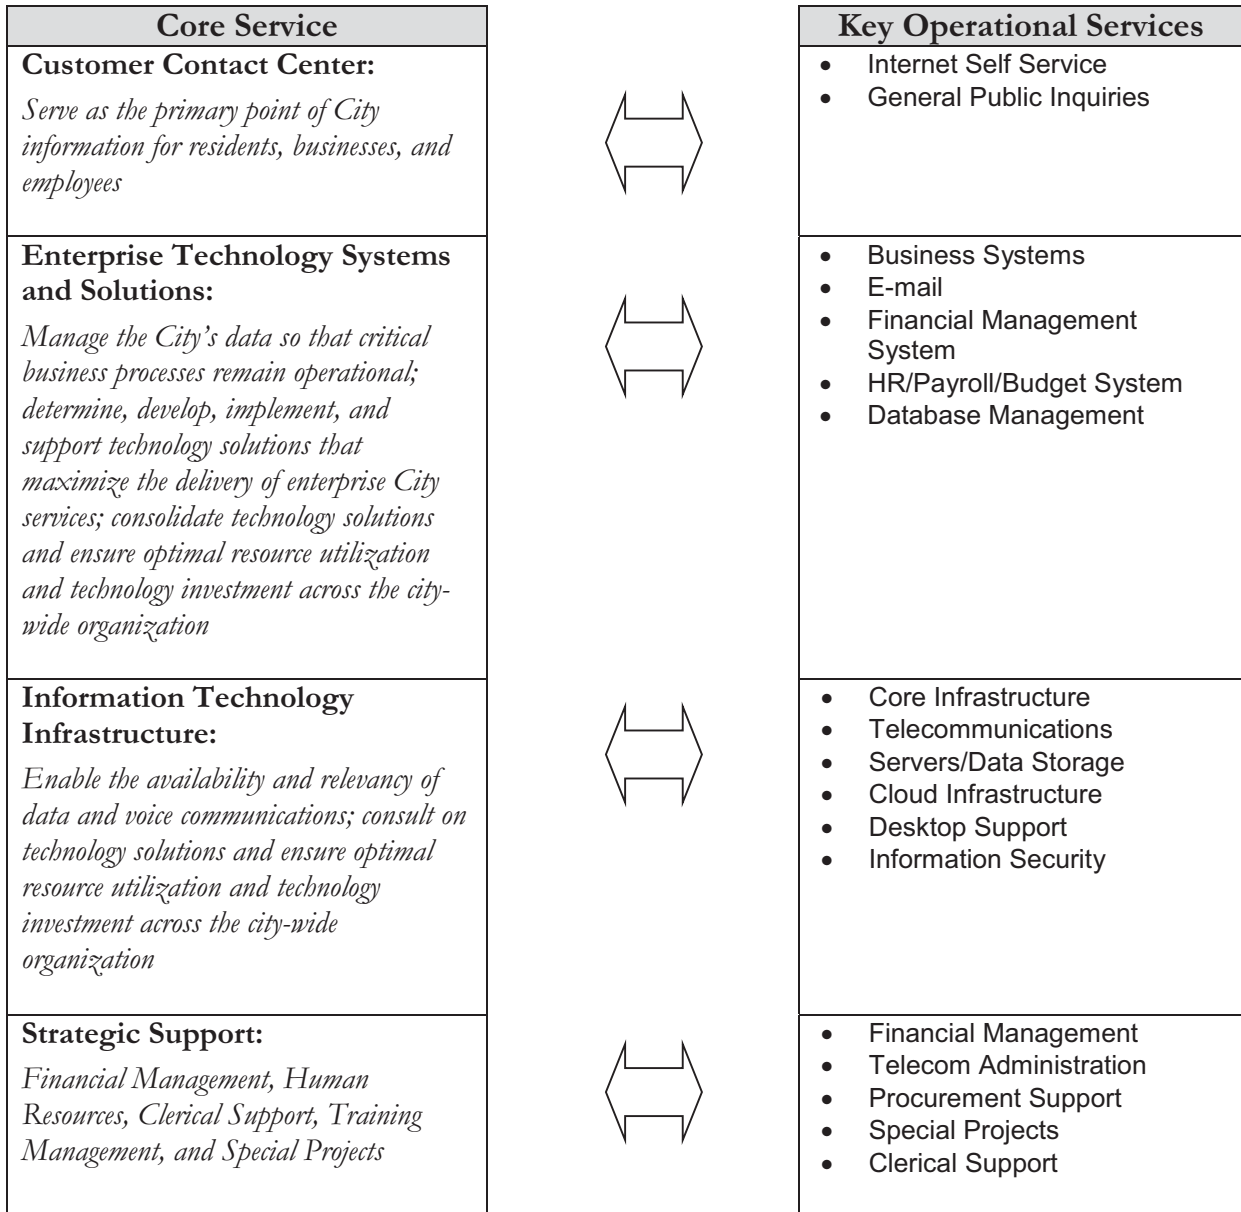 Core Service
Key Operational Services
Customer Contact Center:
Serve as the primary point of City
information for residents, businesses, and
employees
• Internet Self Service
• General Public Inquiries
Enterprise Technology Systems
and Solutions:
Manage the City’s data so that critical
business processes remain operational;
determine, develop, implement, and
support technology solutions that
maximize the delivery of enterprise City
services; consolidate technology solutions
and ensure optimal resource utilization
and technology investment across the city-
wide organization
• Business Systems
• E-mail
• Financial Management
System
• HR/Payroll/Budget System
• Database Management
Information Technology
Infrastructure:
Enable the availability and relevancy of
data and voice communications; consult on
technology solutions and ensure optimal
resource utilization and technology
investment across the city-wide
organization
• Core Infrastructure
• Telecommunications
• Servers/Data Storage
• Cloud Infrastructure
• Desktop Support
• Information Security
Strategic Support:
Financial Management, Human
Resources, Clerical Support, Training
Management, and Special Projects
• Financial Management
• Telecom Administration
• Procurement Support
• Special Projects
• Clerical Support